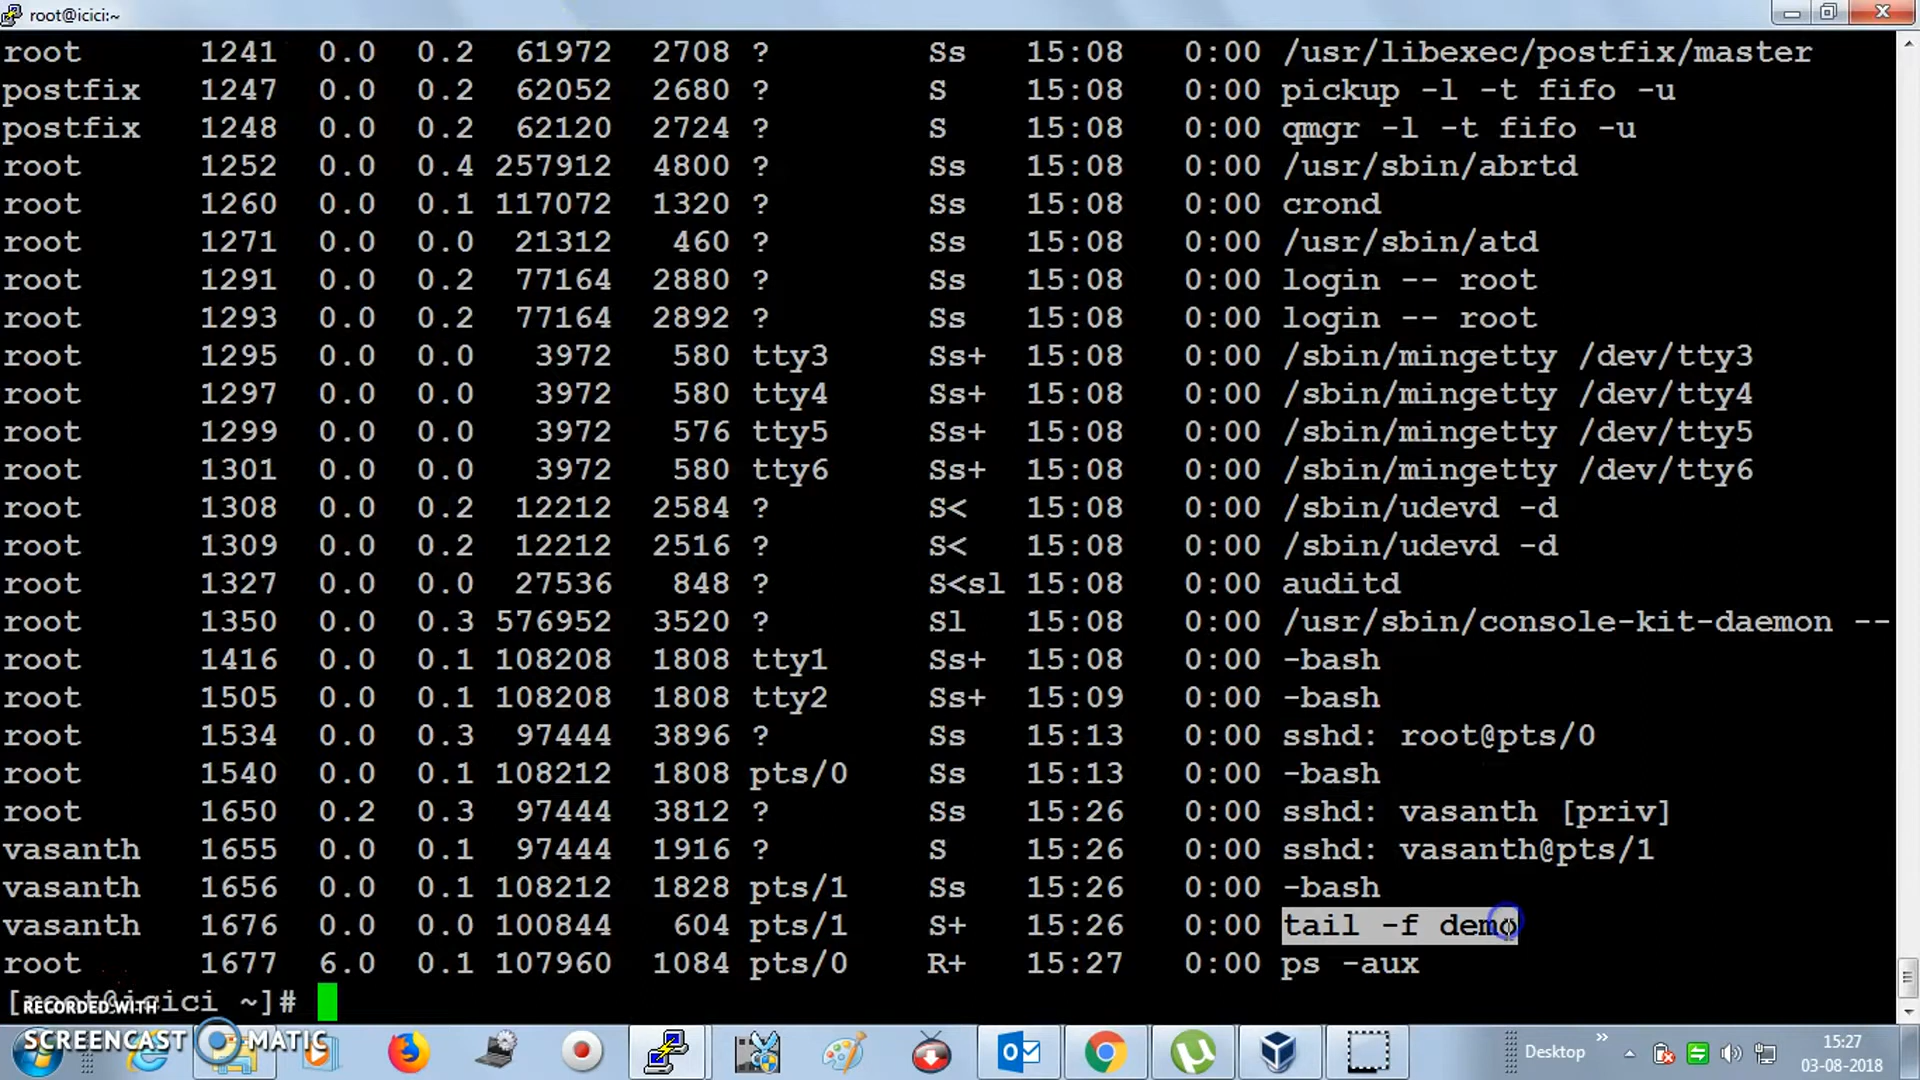 root@icici:~
root 1241 0.0 0.2 61972 2708 ? Ss 15:08 0:00 /usr/libexec/postfix/master
postfix 1247 0.0 0.2 62052 2680 ? S 15:08 0:00 pickup -l -t fifo -u
postfix 1248 0.0 0.2 62120 2724 ? S 15:08 0:00 qmgr -l -t fifo -u
root 1252 0.0 0.4 257912 4800 ? Ss 15:08 0:00 /usr/sbin/abrtd
root 1260 0.0 0.1 117072 1320 ? Ss 15:08 0:00 crond
root 1271 0.0 0.0 21312 460 ? Ss 15:08 0:00 /usr/sbin/atd
root 1291 0.0 0.2 77164 2880 ? Ss 15:08 0:00 login -- root
root 1293 0.0 0.2 77164 2892 ? Ss 15:08 0:00 login -- root
root 1295 0.0 0.0 3972 580 tty3 Ss+ 15:08 0:00 /sbin/mingetty /dev/tty3
root 1297 0.0 0.0 3972 580 tty4 Ss+ 15:08 0:00 /sbin/mingetty /dev/tty4
root 1299 0.0 0.0 3972 576 tty5 Ss+ 15:08 0:00 /sbin/mingetty /dev/tty5
root 1301 0.0 0.0 3972 580 tty6 Ss+ 15:08 0:00 /sbin/mingetty /dev/tty6
root 1308 0.0 0.2 12212 2584 ? S< 15:08 0:00 /sbin/udevd -d
root 1309 0.0 0.2 12212 2516 ? S< 15:08 0:00 /sbin/udevd -d
root 1327 0.0 0.0 27536 848 ? S<sl 15:08 0:00 auditd
root 1350 0.0 0.3 576952 3520 ? Sl 15:08 0:00 /usr/sbin/console-kit-daemon --
root 1416 0.0 0.1 108208 1808 tty1 Ss+ 15:08 0:00 -bash
root 1505 0.0 0.1 108208 1808 tty2 Ss+ 15:09 0:00 -bash
root 1534 0.0 0.3 97444 3896 ? Ss 15:13 0:00 sshd: root@pts/0
root 1540 0.0 0.1 108212 1808 pts/0 Ss 15:13 0:00 -bash
root 1650 0.2 0.3 97444 3812 ? Ss 15:26 0:00 sshd: vasanth [priv]
vasanth 1655 0.0 0.1 97444 1916 ? S 15:26 0:00 sshd: vasanth@pts/1
vasanth 1656 0.0 0.1 108212 1828 pts/1 Ss 15:26 0:00 -bash
vasanth 1676 0.0 0.0 100844 604 pts/1 S+ 15:26 0:00 tail -f demo
root 1677 6.0 0.1 107960 1084 pts/0 R+ 15:27 0:00 ps -aux
[root@icici ~]#
RECORDED WITH
SCREENCAST MATIC
Desktop
15:27
03-08-2018